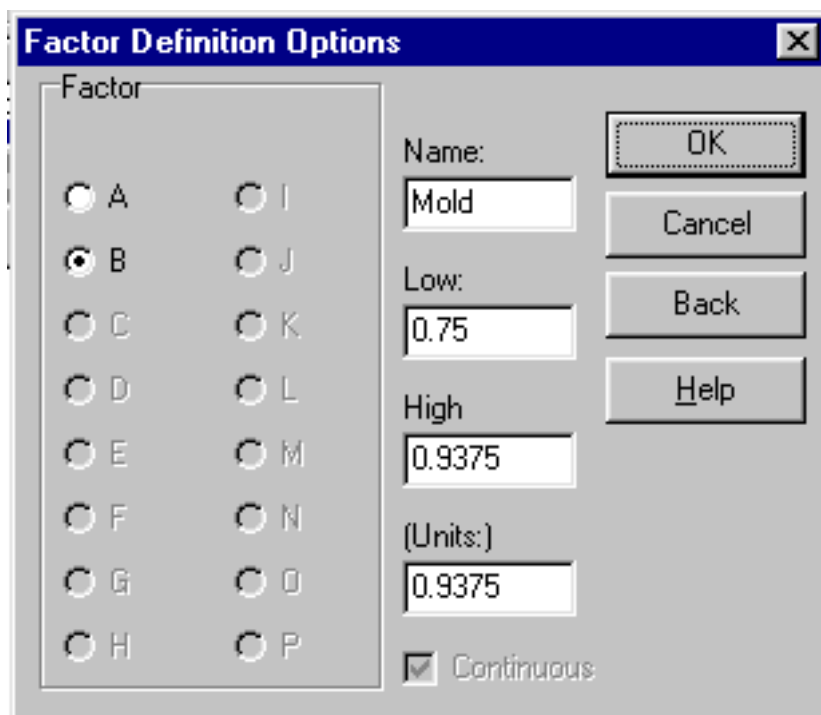 Factor Definition Options
Factor
A
I
B
J
C
K
D
L
E
M
F
N
G
O
H
P
Name:
Mold
Low:
0.75
High
0.9375
(Units:)
0.9375
Continuous
OK
Cancel
Back
Help